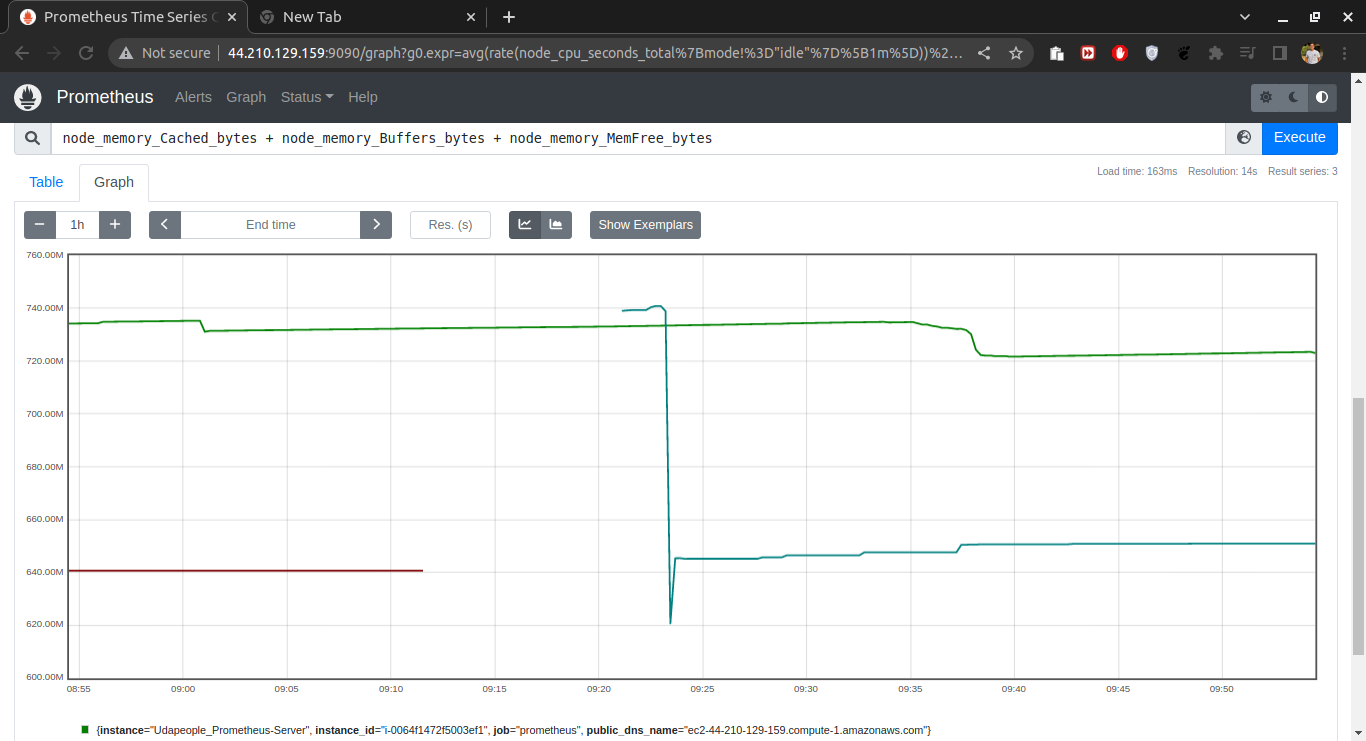 Prometheus Time Series C
New Tab
Not secure
44.210.129.159:9090/graph?g0.expr=avg(rate(node_cpu_seconds_total%7Bmode!%3D"idle"%7D%5B1m%5D))%2...
Prometheus Alerts Graph Status Help
node_memory_Cached_bytes + node_memory_Buffers_bytes + node_memory_MemFree_bytes
Execute
Load time: 163ms Resolution: 14s Result series: 3
Table Graph
− 1h + End time Res. (s) Show Exemplars
760.00M
740.00M
720.00M
700.00M
680.00M
660.00M
640.00M
620.00M
600.00M
08:55 09:00 09:05 09:10 09:15 09:20 09:25 09:30 09:35 09:40 09:45 09:50
{instance="Udapeople_Prometheus-Server", instance_id="i-0064f1472f5003ef1", job="prometheus", public_dns_name="ec2-44-210-129-159.compute-1.amazonaws.com"}